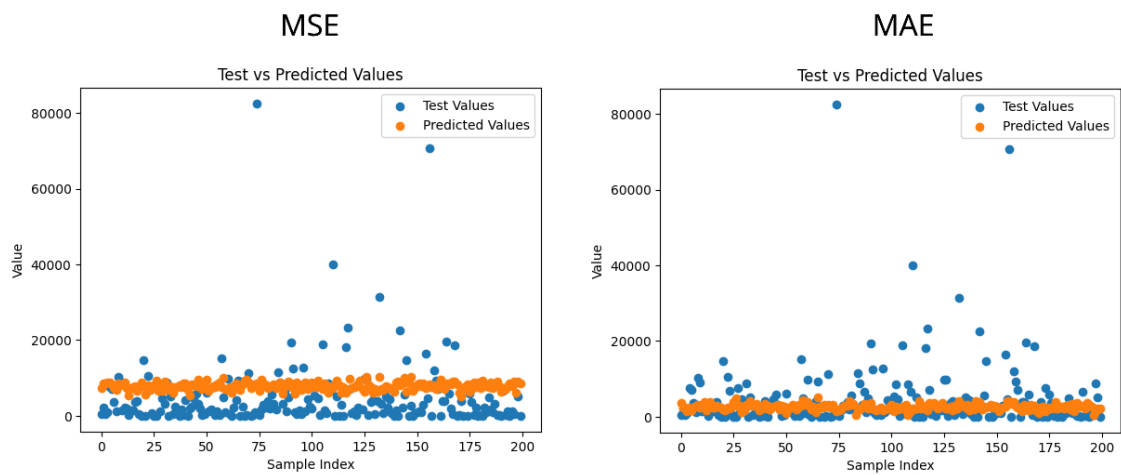 MSE
Test vs Predicted Values
Test Values
Predicted Values
80000
60000
40000
20000
0
Value
0 25 50 75 100 125 150 175 200
Sample Index
MAE
Test vs Predicted Values
Test Values
Predicted Values
80000
60000
40000
20000
0
Value
0 25 50 75 100 125 150 175 200
Sample Index